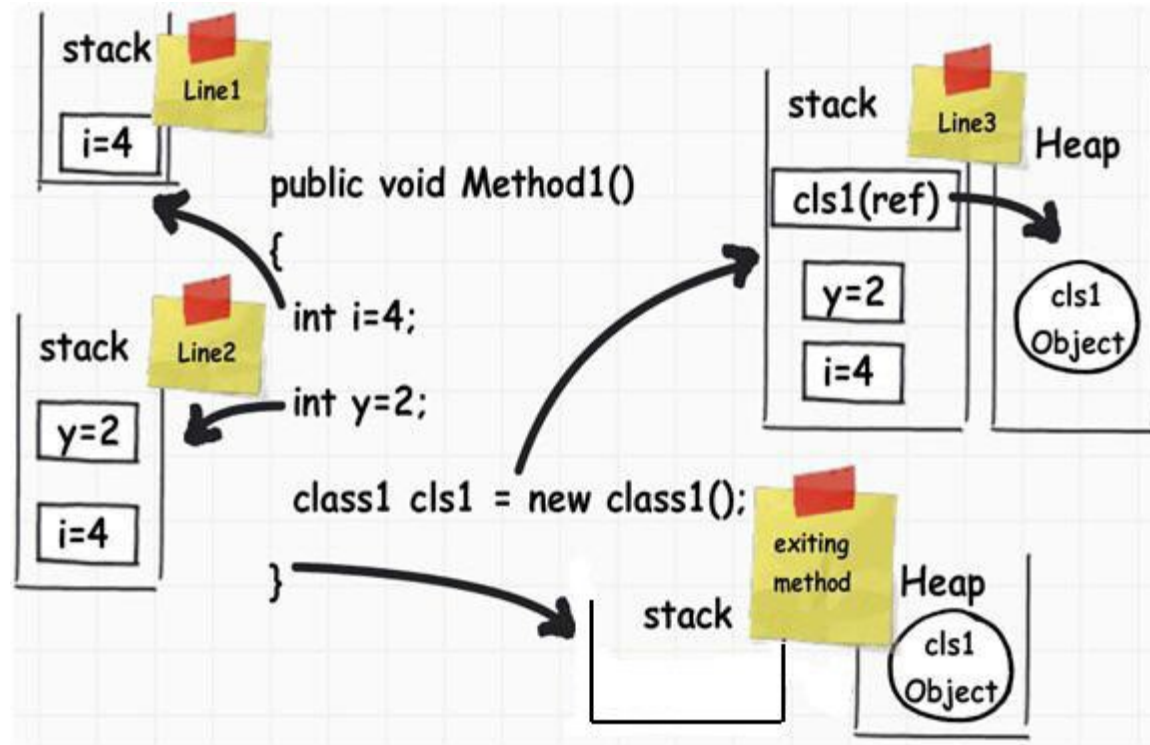 stack
Line1
i=4
public void Method1()
{
int i=4;
stack
Line2
int y=2;
y=2
i=4
class1 cls1 = new class1();
}
stack
Line3
Heap
cls1(ref)
y=2
i=4
cls1
Object
exiting
method
stack
Heap
cls1
Object